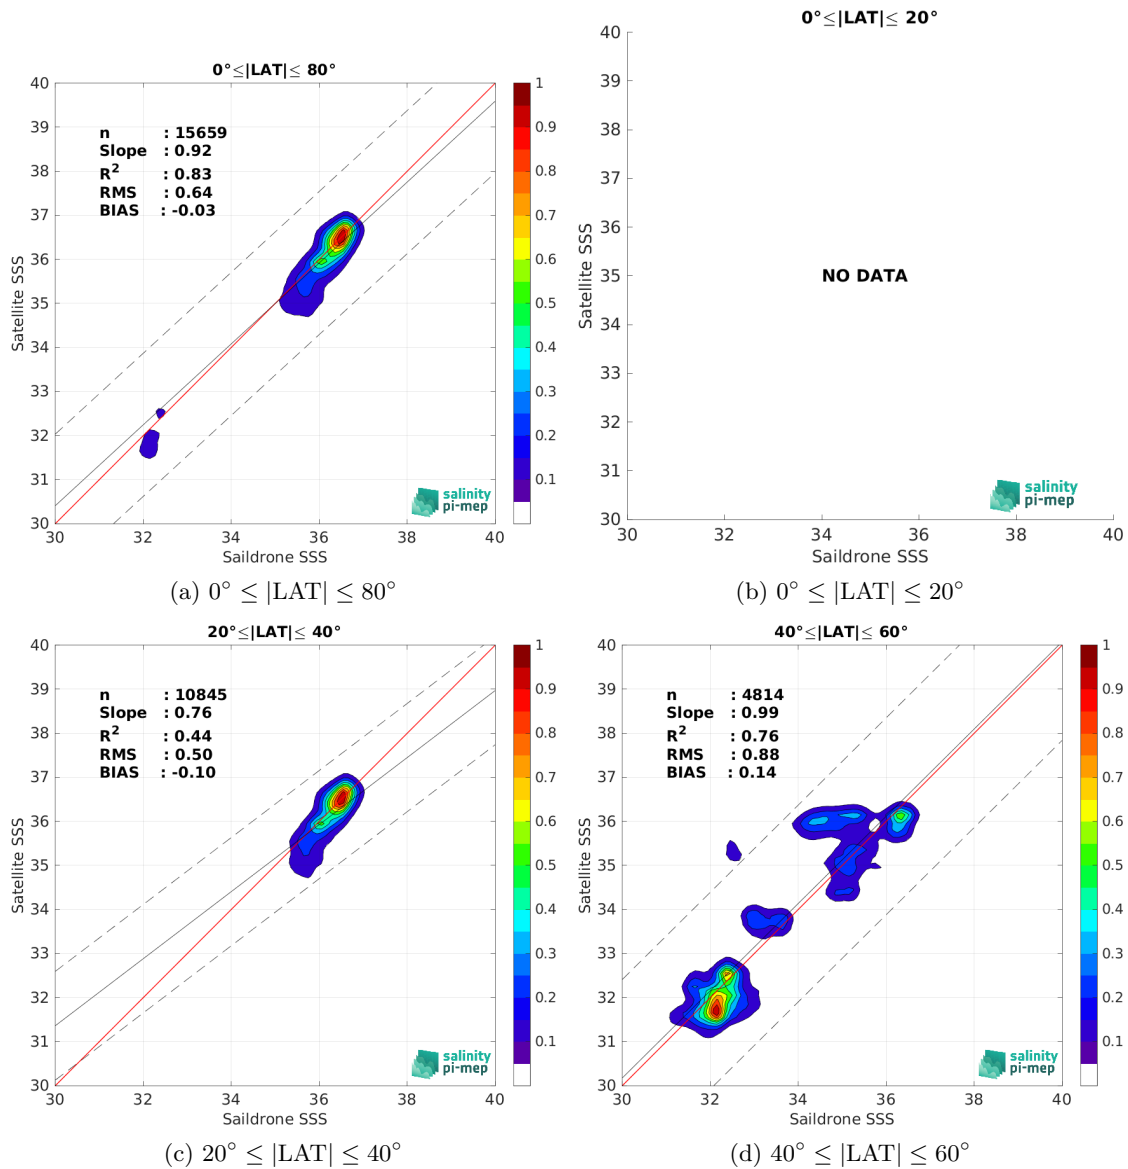 0°≤|LAT|≤ 80°
40
39
38
37
36
35
34
33
32
31
30
n : 15659
Slope : 0.92
R² : 0.83
RMS : 0.64
BIAS : -0.03
Satellite SSS
30 32 34 36 38 40
Saildrone SSS
1
0.9
0.8
0.7
0.6
0.5
0.4
0.3
0.2
0.1
salinity
pi-mep
(a) 0° ≤ |LAT| ≤ 80°
0°≤|LAT|≤ 20°
40
39
38
37
36
35
34
33
32
31
30
NO DATA
Satellite SSS
30 32 34 36 38 40
Saildrone SSS
salinity
pi-mep
(b) 0° ≤ |LAT| ≤ 20°
20°≤|LAT|≤ 40°
40
39
38
37
36
35
34
33
32
31
30
n : 10845
Slope : 0.76
R² : 0.44
RMS : 0.50
BIAS : -0.10
Satellite SSS
30 32 34 36 38 40
Saildrone SSS
1
0.9
0.8
0.7
0.6
0.5
0.4
0.3
0.2
0.1
salinity
pi-mep
(c) 20° ≤ |LAT| ≤ 40°
40°≤|LAT|≤ 60°
40
39
38
37
36
35
34
33
32
31
30
n : 4814
Slope : 0.99
R² : 0.76
RMS : 0.88
BIAS : 0.14
Satellite SSS
30 32 34 36 38 40
Saildrone SSS
1
0.9
0.8
0.7
0.6
0.5
0.4
0.3
0.2
0.1
salinity
pi-mep
(d) 40° ≤ |LAT| ≤ 60°